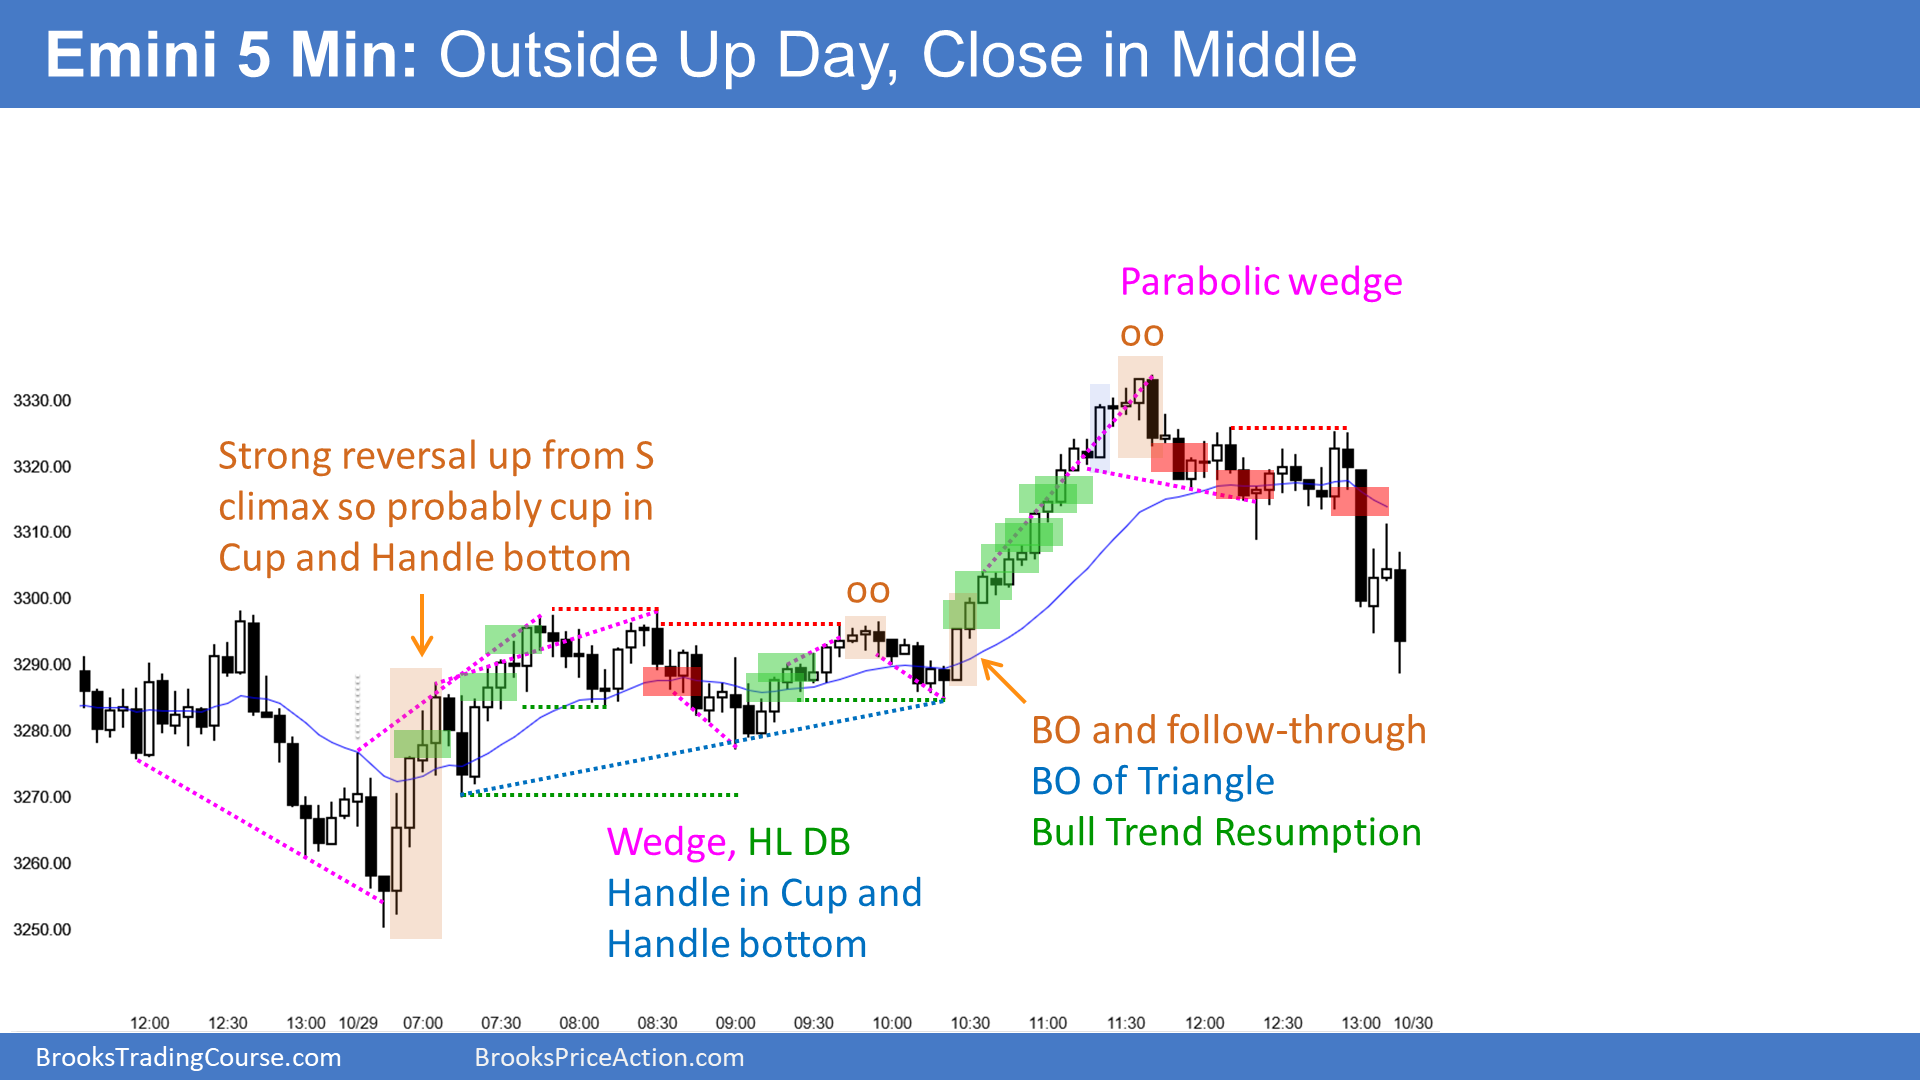 Emini 5 Min: Outside Up Day, Close in Middle
Parabolic wedge
oo
3330.00
3320.00
3310.00
3300.00
3290.00
3280.00
3270.00
3260.00
3250.00
Strong reversal up from S
climax so probably cup in
Cup and Handle bottom
oo
BO and follow-through
BO of Triangle
Bull Trend Resumption
Wedge, HL DB
Handle in Cup and
Handle bottom
12:00 12:30 13:00 10/29 07:00 07:30 08:00 08:30 09:00 09:30 10:00 10:30 11:00 11:30 12:00 12:30 13:00 10/30
BrooksTradingCourse.com BrooksPriceAction.com